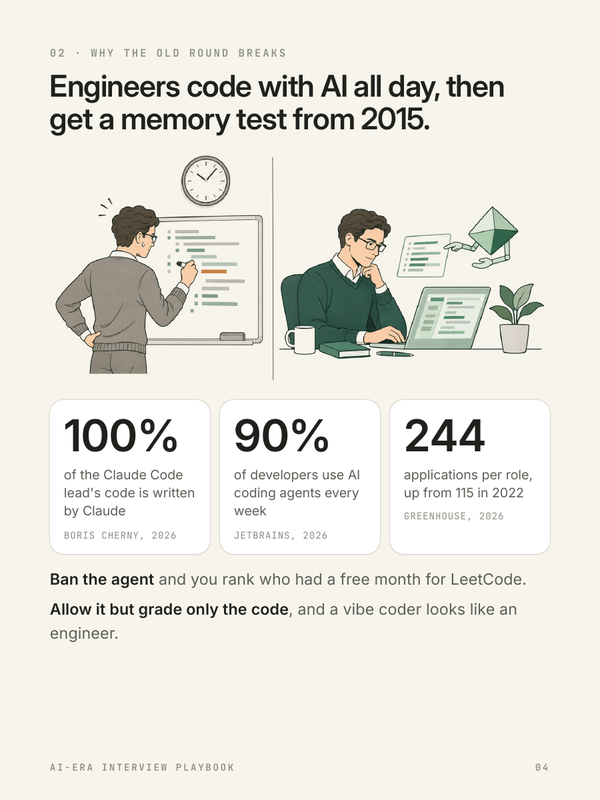 02 · WHY THE OLD ROUND BREAKS
Engineers code with AI all day, then
get a memory test from 2015.
100%
of the Claude Code
lead's code is written
by Claude
BORIS CHERNY, 2026
90%
of developers use AI
coding agents every
week
JETBRAINS, 2026
244
applications per role,
up from 115 in 2022
GREENHOUSE, 2026
Ban the agent and you rank who had a free month for LeetCode.
Allow it but grade only the code, and a vibe coder looks like an
engineer.
AI-ERA INTERVIEW PLAYBOOK
04